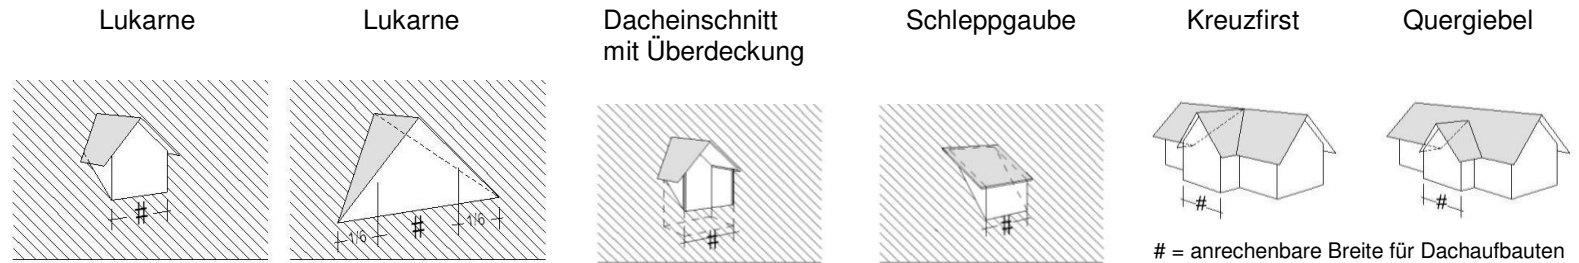 Lukarne
Lukarne
Dacheinschnitt
mit Überdeckung
Schleppgaube
Kreuzfirst
Quergiebel
#
1/6
#
1/6
#
#
#
#
# = anrechenbare Breite für Dachaufbauten